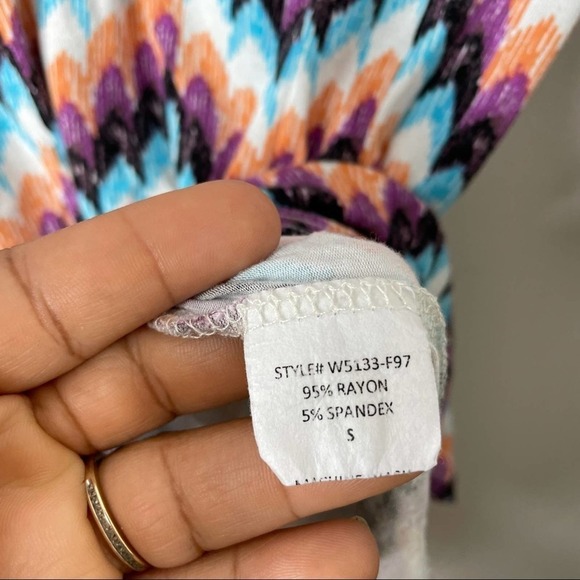 STYLE# W5133-F97
95% RAYON
5% SPANDEX
S